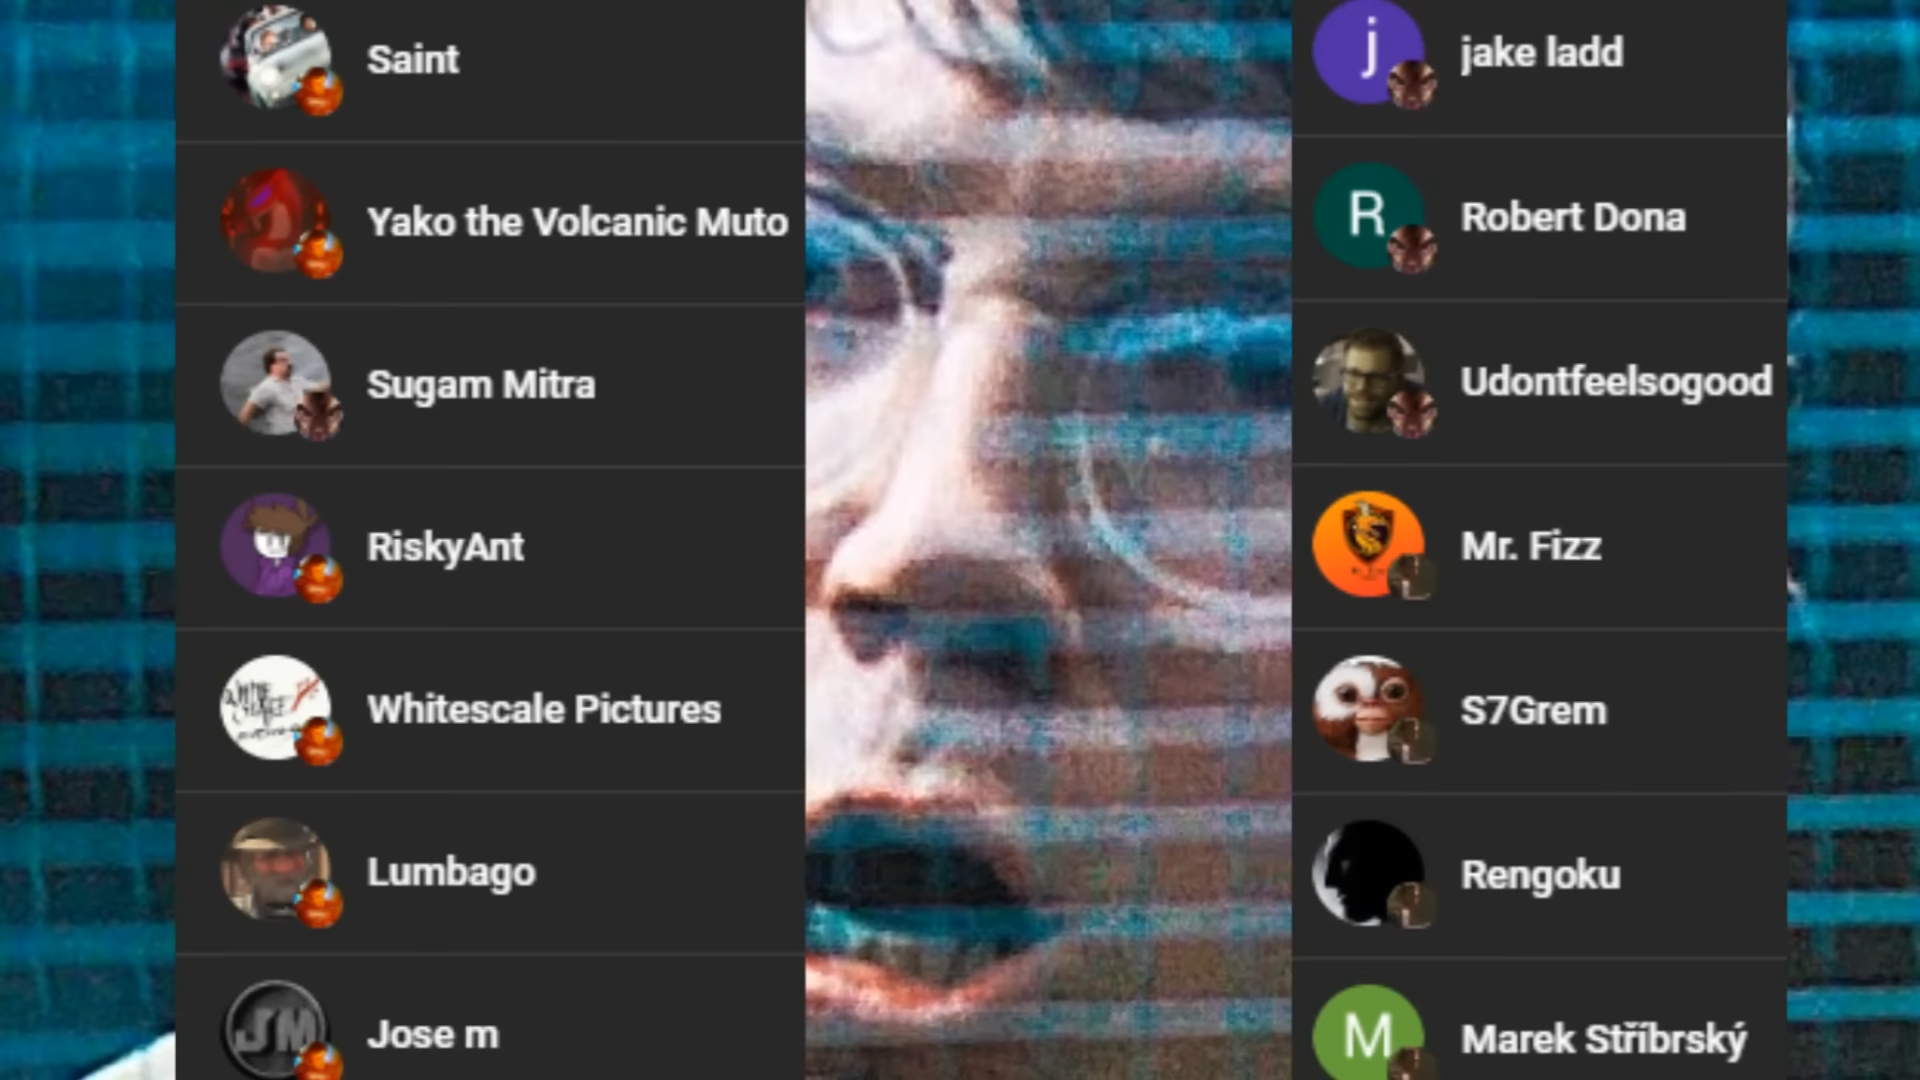 Saint
Yako the Volcanic Muto
Sugam Mitra
RiskyAnt
Whitescale Pictures
Lumbago
JM
Jose m
j
jake ladd
R
Robert Dona
Udontfeelsogood
Mr. Fizz
S7Grem
Rengoku
M
Marek Stříbrský